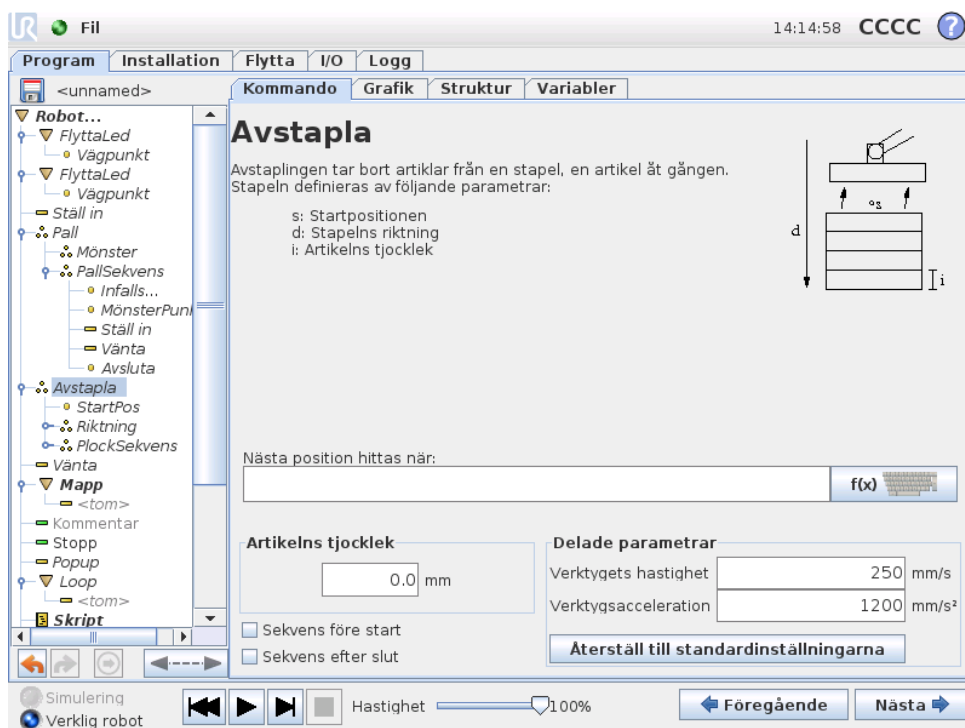 UR Fil 14:14:58 CCCC ?
Program Installation Flytta I/O Logg
<unnamed>
Kommando Grafik Struktur Variabler
Robot...
FlyttaLed
Vägpunkt
FlyttaLed
Vägpunkt
Ställ in
Pall
Mönster
PallSekvens
Infalls...
MönsterPunk
Ställ in
Vänta
Avsluta
Avstapla
StartPos
Riktning
PlockSekvens
Vänta
Mapp
<tom>
Kommentar
Stopp
Popup
Loop
<tom>
Skript
Avstapla
Avstaplingen tar bort artiklar från en stapel, en artikel åt gången.
Stapeln definieras av följande parametrar:
s: Startpositionen
d: Stapelns riktning
i: Artikelns tjocklek
d
s
i
Nästa position hittas när:
f(x)
Artikelns tjocklek
0.0 mm
Sekvens före start
Sekvens efter slut
Delade parametrar
Verktygets hastighet 250 mm/s
Verktygsacceleration 1200 mm/s²
Återställ till standardinställningarna
Simulering
Verklig robot
Hastighet 100%
Föregående
Nästa